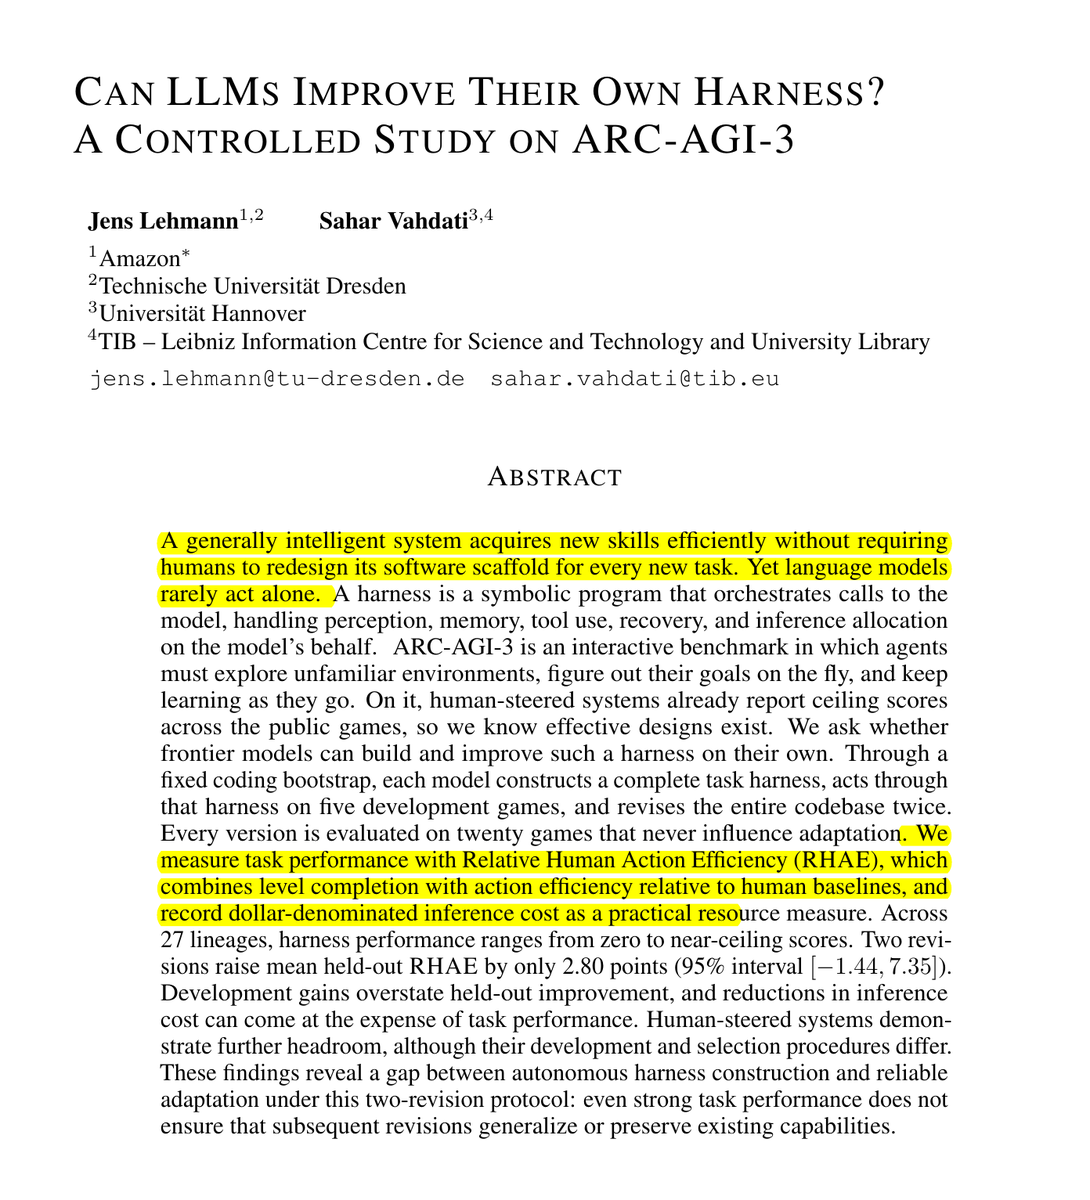 CAN LLMS IMPROVE THEIR OWN HARNESS?
A CONTROLLED STUDY ON ARC-AGI-3
Jens Lehmann1,2 Sahar Vahdati3,4
1Amazon*
2Technische Universität Dresden
3Universität Hannover
4TIB – Leibniz Information Centre for Science and Technology and University Library
jens.lehmann@tu-dresden.de sahar.vahdati@tib.eu
ABSTRACT
A generally intelligent system acquires new skills efficiently without requiring
humans to redesign its software scaffold for every new task. Yet language models
rarely act alone. A harness is a symbolic program that orchestrates calls to the
model, handling perception, memory, tool use, recovery, and inference allocation
on the model's behalf. ARC-AGI-3 is an interactive benchmark in which agents
must explore unfamiliar environments, figure out their goals on the fly, and keep
learning as they go. On it, human-steered systems already report ceiling scores
across the public games, so we know effective designs exist. We ask whether
frontier models can build and improve such a harness on their own. Through a
fixed coding bootstrap, each model constructs a complete task harness, acts through
that harness on five development games, and revises the entire codebase twice.
Every version is evaluated on twenty games that never influence adaptation. We
measure task performance with Relative Human Action Efficiency (RHAE), which
combines level completion with action efficiency relative to human baselines, and
record dollar-denominated inference cost as a practical resource measure. Across
27 lineages, harness performance ranges from zero to near-ceiling scores. Two revi-
sions raise mean held-out RHAE by only 2.80 points (95% interval [−1.44, 7.35]).
Development gains overstate held-out improvement, and reductions in inference
cost can come at the expense of task performance. Human-steered systems demon-
strate further headroom, although their development and selection procedures differ.
These findings reveal a gap between autonomous harness construction and reliable
adaptation under this two-revision protocol: even strong task performance does not
ensure that subsequent revisions generalize or preserve existing capabilities.